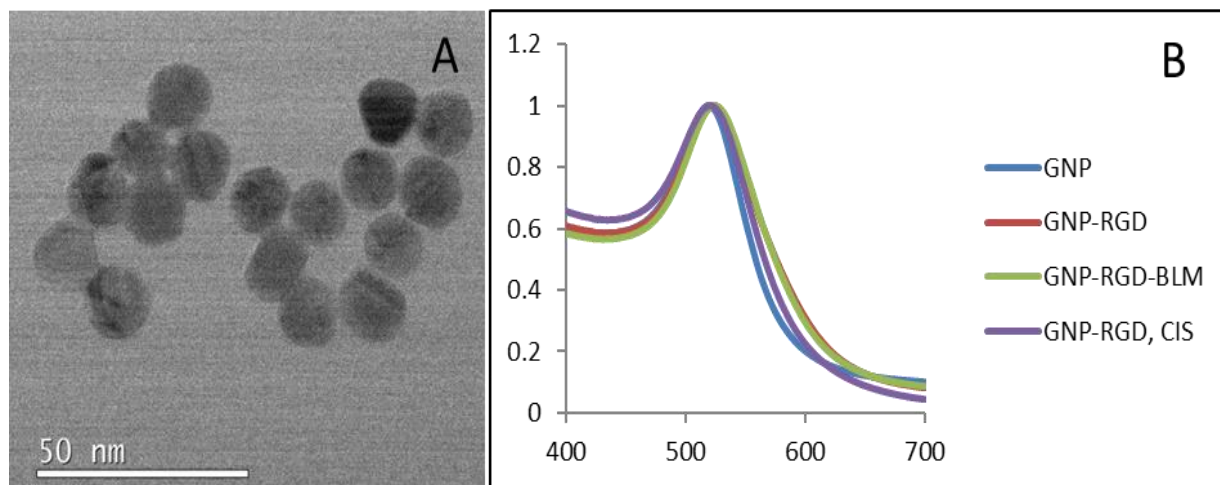 A
50 nm
B
1.2
1
0.8
0.6
0.4
0.2
0
400 500 600 700
GNP
GNP-RGD
GNP-RGD-BLM
GNP-RGD, CIS